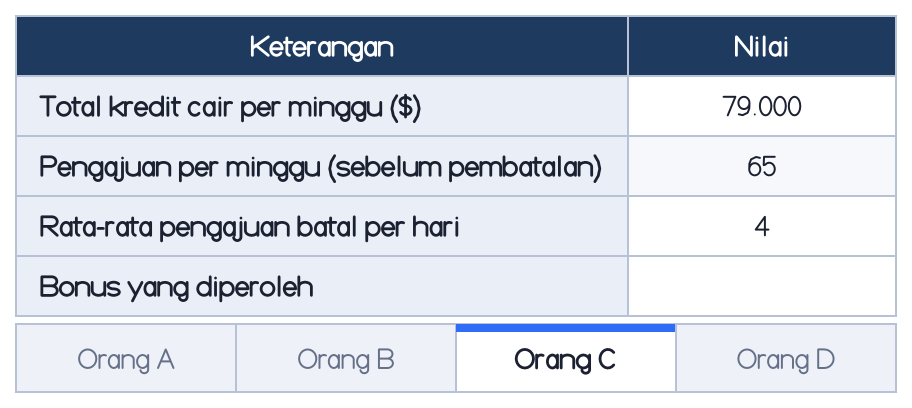 Keterangan Nilai
Total kredit cair per minggu ($) 79.000
Pengajuan per minggu (sebelum pembatalan) 65
Rata-rata pengajuan batal per hari 4
Bonus yang diperoleh
Orang A Orang B Orang C Orang D